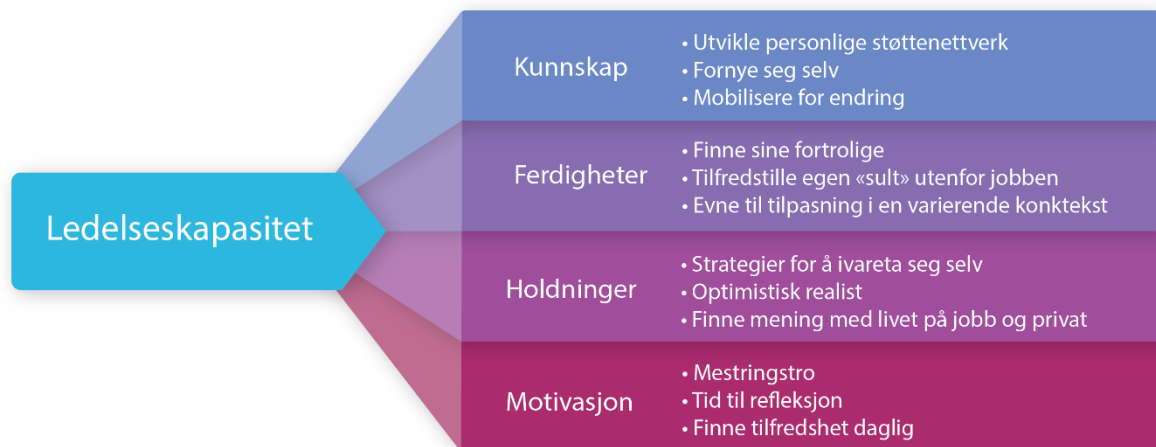 Ledelseskapasitet
Kunnskap
• Utvikle personlige støttenettverk
• Fornye seg selv
• Mobilisere for endring
Ferdigheter
• Finne sine fortrolige
• Tilfredstille egen «sult» utenfor jobben
• Evne til tilpasning i en varierende konktekst
Holdninger
• Strategier for å ivareta seg selv
• Optimistisk realist
• Finne mening med livet på jobb og privat
Motivasjon
• Mestringstro
• Tid til refleksjon
• Finne tilfredshet daglig